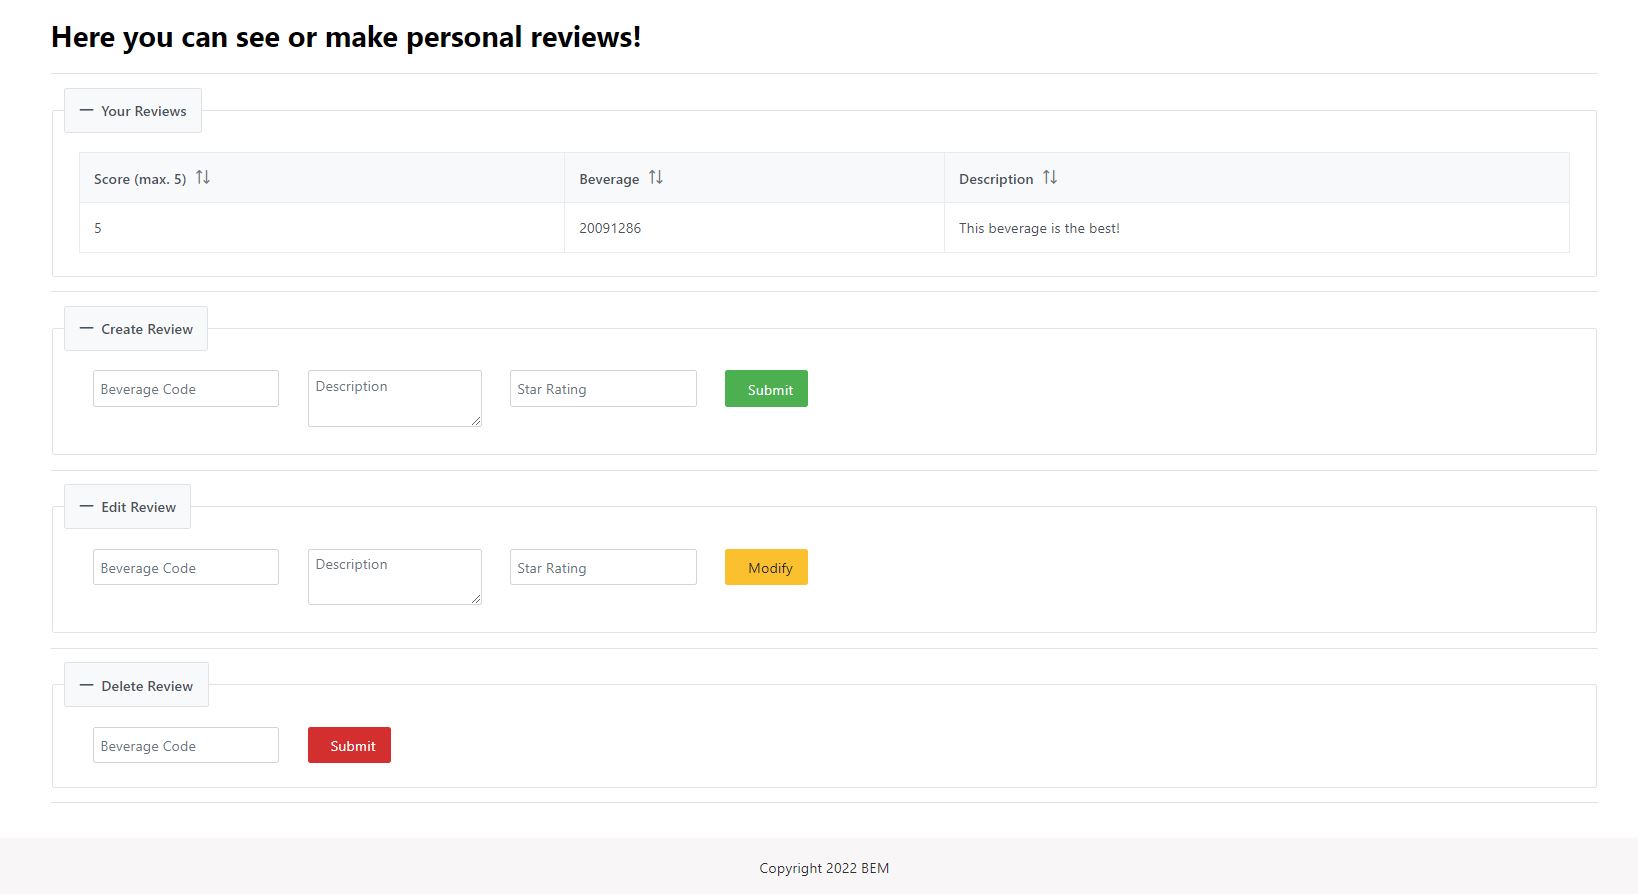 Here you can see or make personal reviews!
Your Reviews
Score (max. 5) Beverage Description
5 20091286 This beverage is the best!
Create Review
Beverage Code Description Star Rating Submit
Edit Review
Beverage Code Description Star Rating Modify
Delete Review
Beverage Code Submit
Copyright 2022 BEM